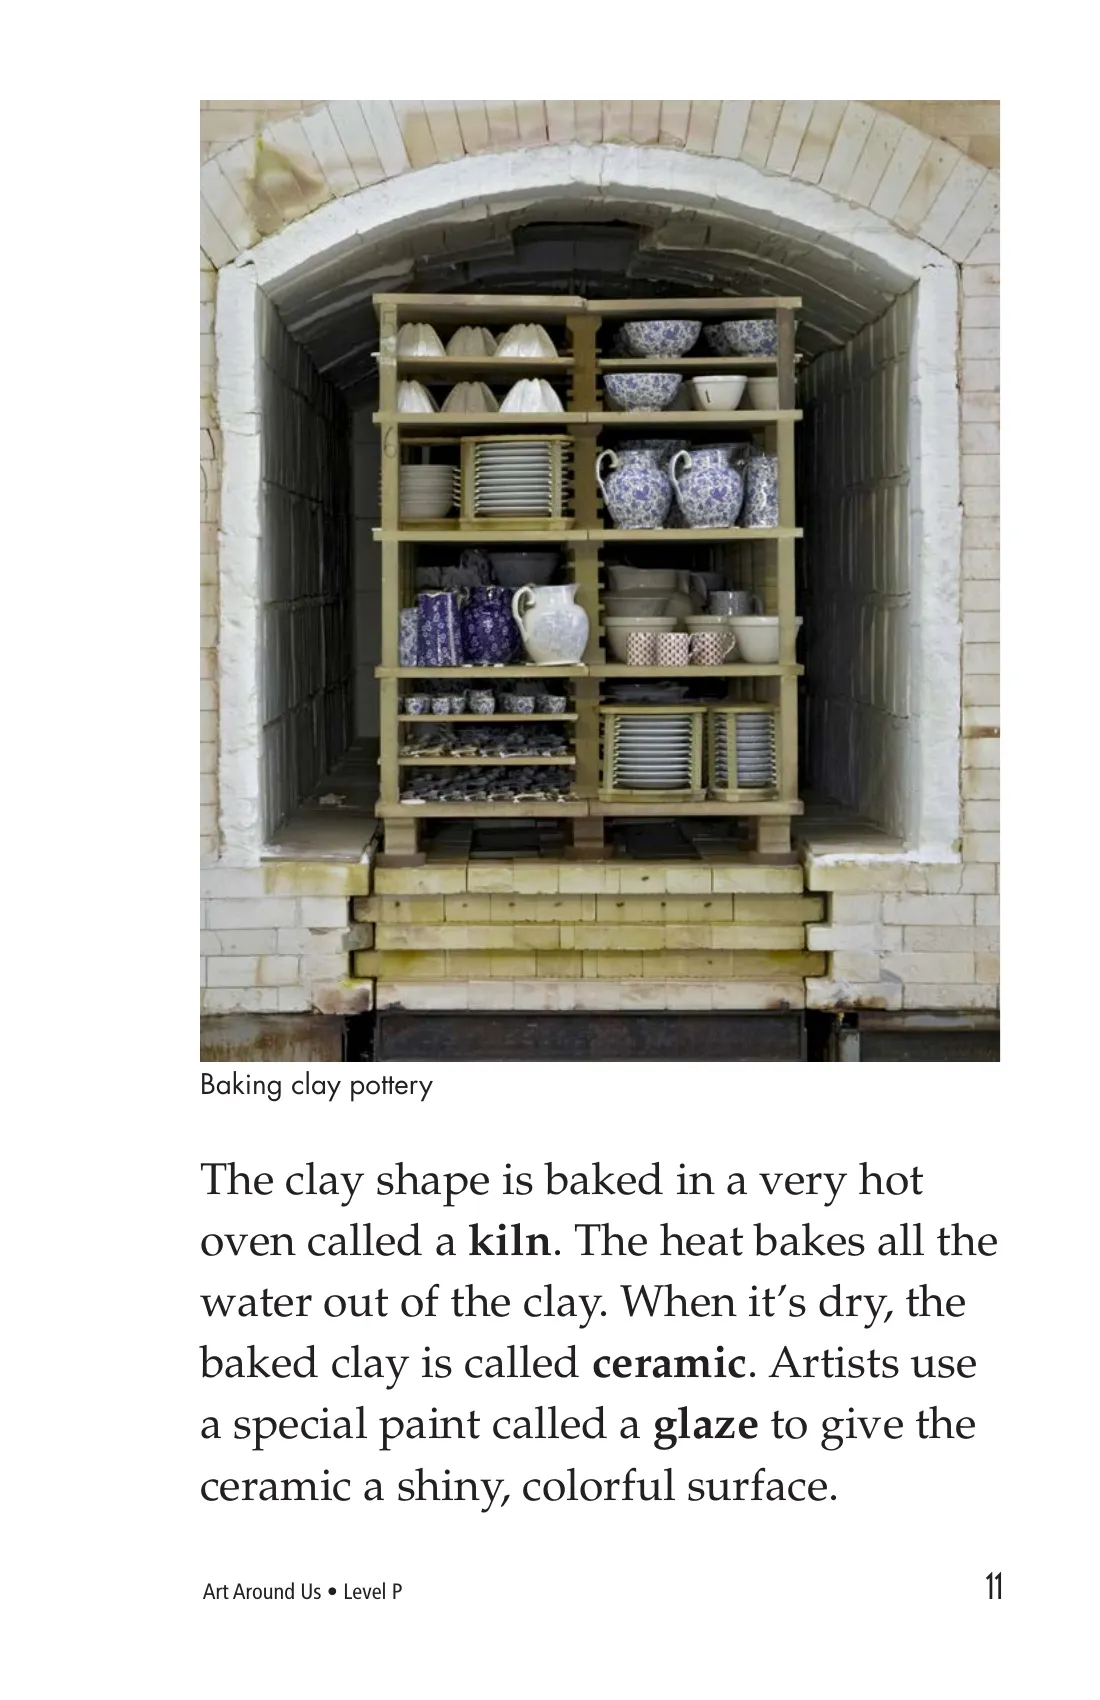 5
6
Baking clay pottery
The clay shape is baked in a very hot
oven called a kiln. The heat bakes all the
water out of the clay. When it’s dry, the
baked clay is called ceramic. Artists use
a special paint called a glaze to give the
ceramic a shiny, colorful surface.
Art Around Us • Level P
11